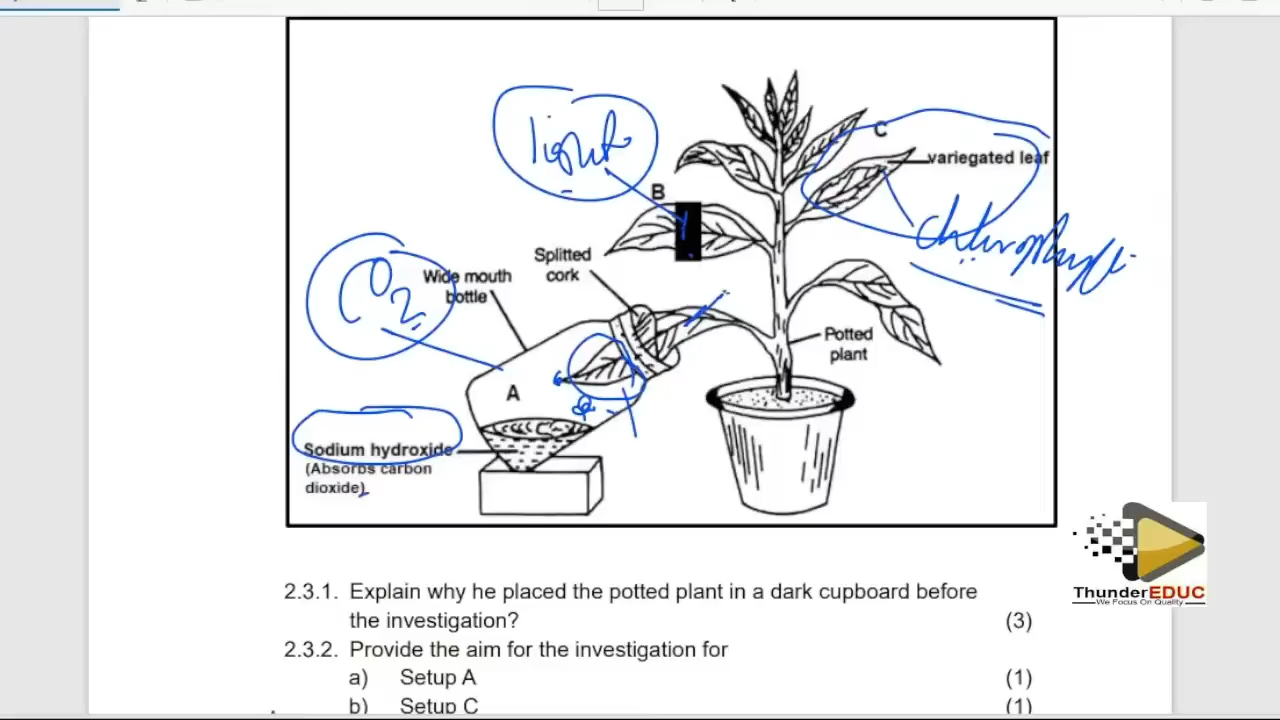 light
C
variegated leaf
B
chlorophyll
Splitted
cork
CO2
Wide mouth
bottle
Potted
plant
A
Sodium hydroxide
(Absorbs carbon
dioxide)
ThunderEDUC
We Focus On Quality
2.3.1. Explain why he placed the potted plant in a dark cupboard before
the investigation? (3)
2.3.2. Provide the aim for the investigation for
a) Setup A (1)
b) Setup C (1)